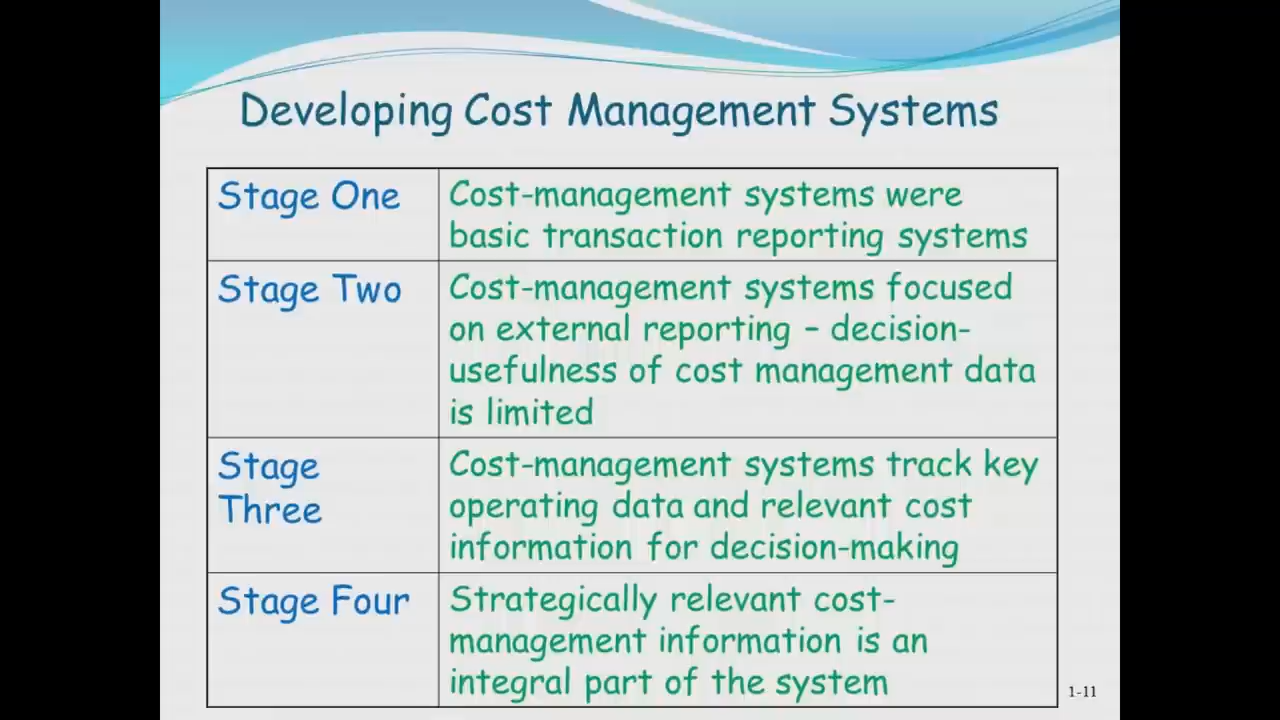 Developing Cost Management Systems
Stage One
Cost-management systems were
basic transaction reporting systems
Stage Two
Cost-management systems focused
on external reporting – decision-
usefulness of cost management data
is limited
Stage
Three
Cost-management systems track key
operating data and relevant cost
information for decision-making
Stage Four
Strategically relevant cost-
management information is an
integral part of the system
1-11